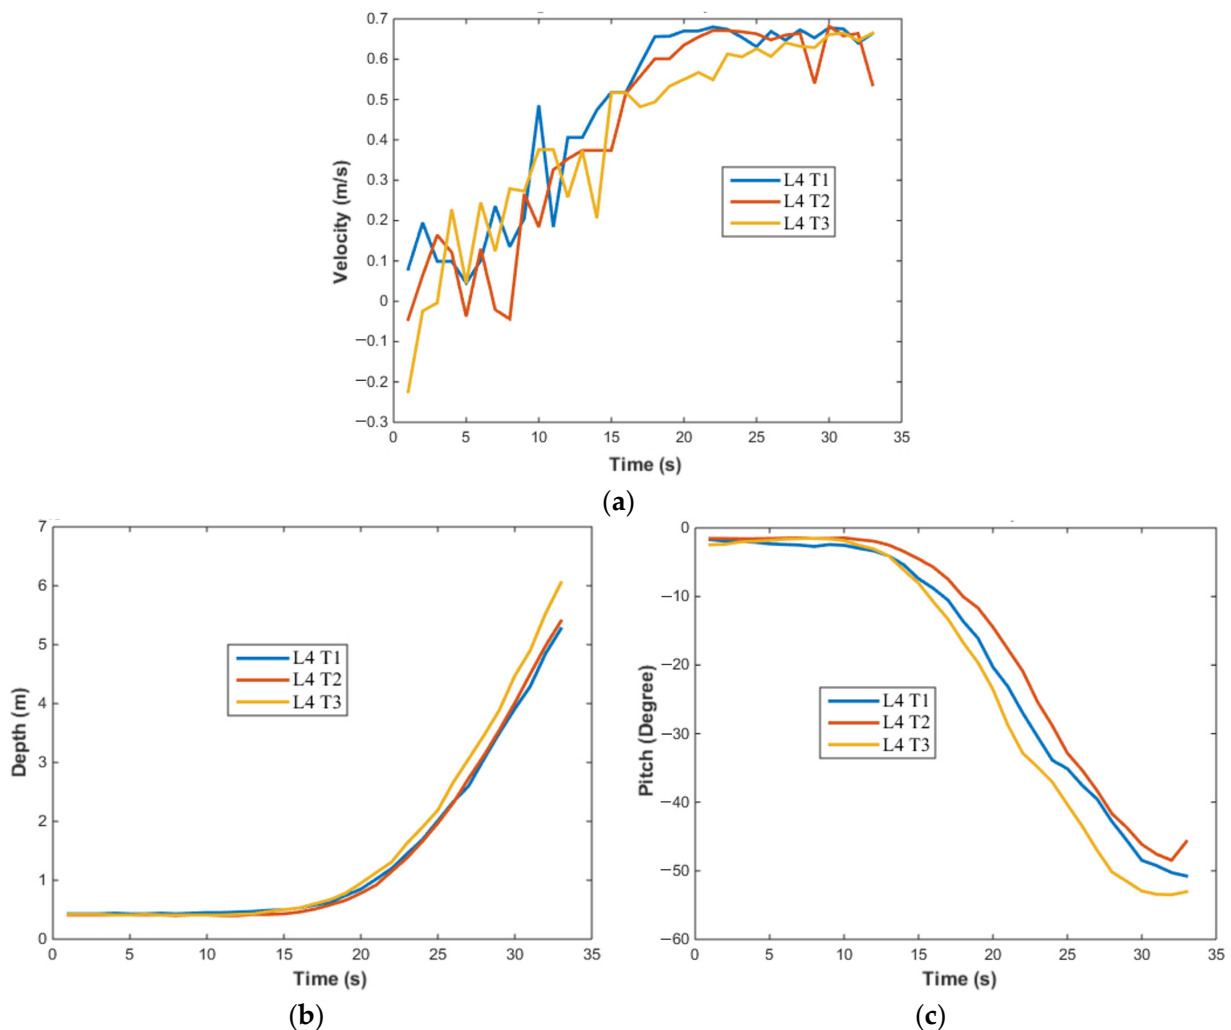 0.7
0.6
0.5
0.4
0.3
0.2
0.1
0
−0.1
−0.2
−0.3
Velocity (m/s)
L4 T1
L4 T2
L4 T3
0 5 10 15 20 25 30 35
Time (s)
(a)
7
6
5
4
3
2
1
0
Depth (m)
L4 T1
L4 T2
L4 T3
0 5 10 15 20 25 30 35
Time (s)
(b)
0
−10
−20
−30
−40
−50
−60
Pitch (Degree)
L4 T1
L4 T2
L4 T3
0 5 10 15 20 25 30 35
Time (s)
(c)